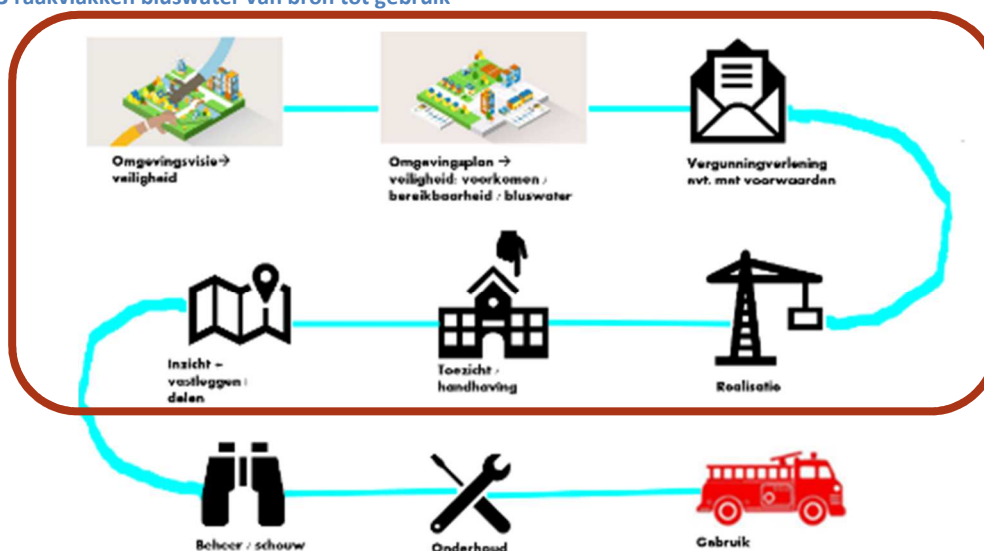 raakvlakken bluswater van bron tot gebruik
Omgevingsvisie→
veiligheid
Omgevingsplan →
veiligheid: voorkomen /
bereikbaarheid / bluswater
Vergunningverlening
evt. met voorwaarden
Inzicht –
vastleggen :
delen
Toezicht /
handhaving
Realisatie
Beheer / schouw
Onderhoud
Gebruik